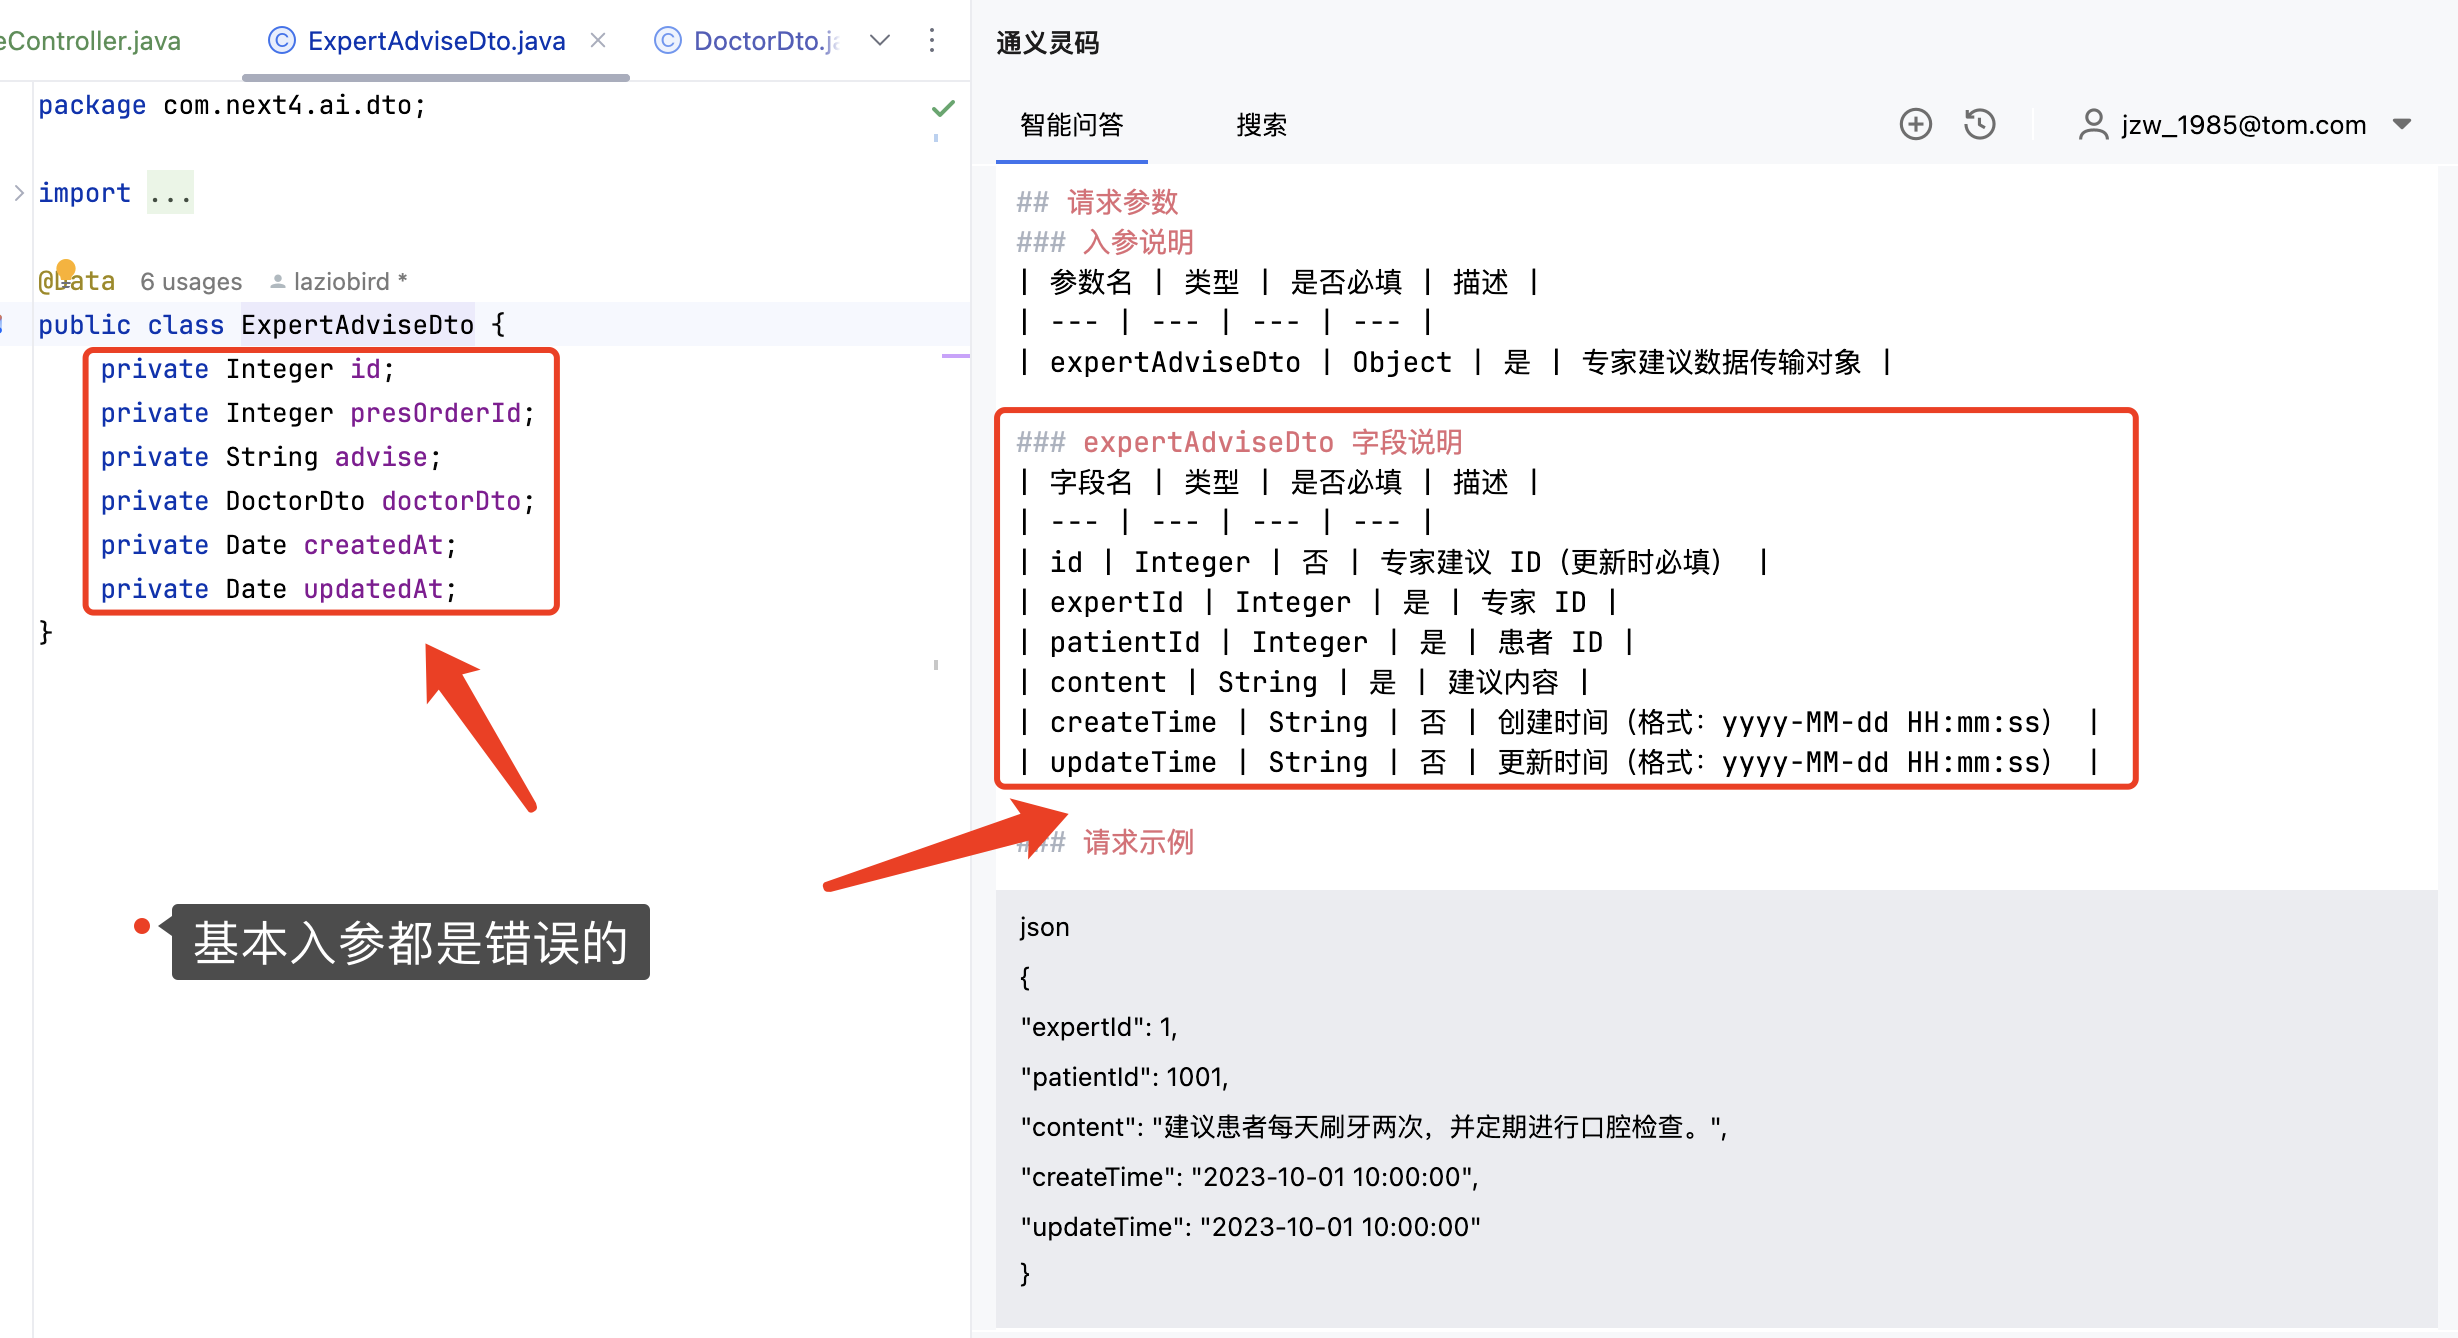 eController.java
ExpertAdviseDto.java
DoctorDto.ja
package com.next4.ai.dto;
import ...
@Data 6 usages laziobird *
public class ExpertAdviseDto {
private Integer id;
private Integer presOrderId;
private String advise;
private DoctorDto doctorDto;
private Date createdAt;
private Date updatedAt;
}
基本入参都是错误的
通义灵码
智能问答 搜索 jzw_1985@tom.com
## 请求参数
### 入参说明
| 参数名 | 类型 | 是否必填 | 描述 |
| --- | --- | --- | --- |
| expertAdviseDto | Object | 是 | 专家建议数据传输对象 |
### expertAdviseDto 字段说明
| 字段名 | 类型 | 是否必填 | 描述 |
| --- | --- | --- | --- |
| id | Integer | 否 | 专家建议 ID（更新时必填） |
| expertId | Integer | 是 | 专家 ID |
| patientId | Integer | 是 | 患者 ID |
| content | String | 是 | 建议内容 |
| createTime | String | 否 | 创建时间（格式：yyyy-MM-dd HH:mm:ss） |
| updateTime | String | 否 | 更新时间（格式：yyyy-MM-dd HH:mm:ss） |
### 请求示例
json
{
"expertId": 1,
"patientId": 1001,
"content": "建议患者每天刷牙两次，并定期进行口腔检查。",
"createTime": "2023-10-01 10:00:00",
"updateTime": "2023-10-01 10:00:00"
}